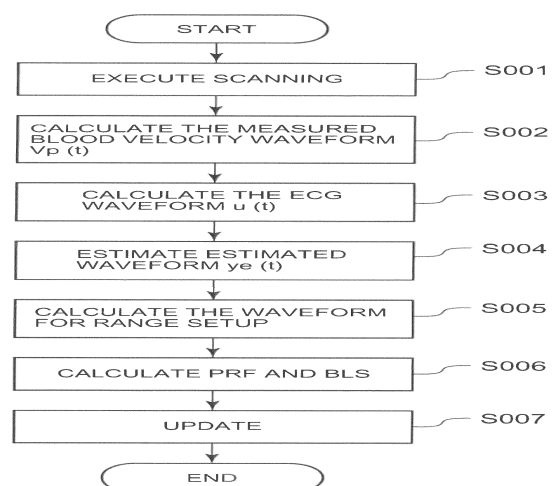 START
EXECUTE SCANNING
S001
CALCULATE THE MEASURED
BLOOD VELOCITY WAVEFORM
Vp (t)
S002
CALCULATE THE ECG
WAVEFORM u (t)
S003
ESTIMATE ESTIMATED
WAVEFORM ye (t)
S004
CALCULATE THE WAVEFORM
FOR RANGE SETUP
S005
CALCULATE PRF AND BLS
S006
UPDATE
S007
END